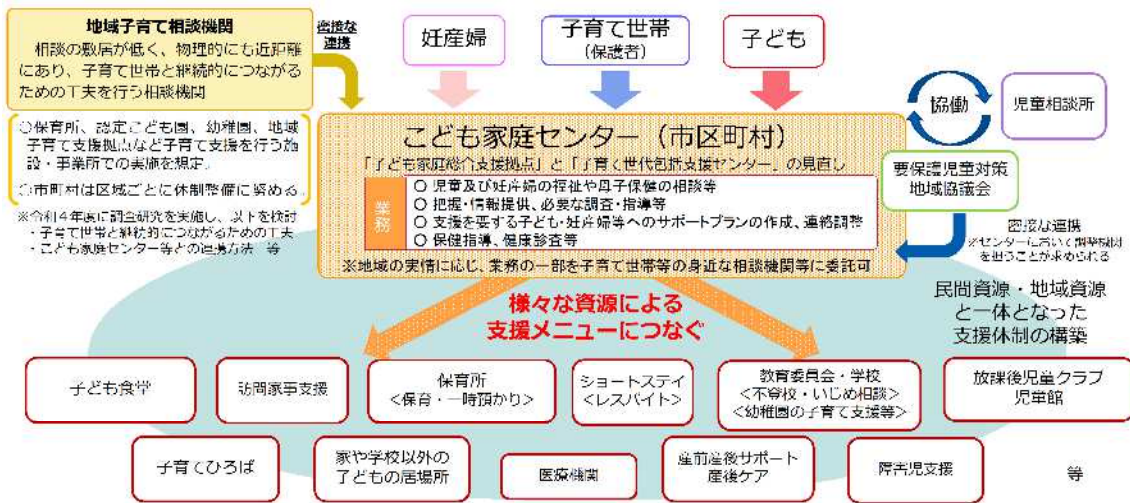 地域子育て相談機関
相談の敷居が低く、物理的にも近距離
にあり、子育て世帯と継続的につながる
ための工夫を行う相談機関
密接な
連携
妊産婦
子育て世帯
(保護者)
子ども
協働
児童相談所
要保護児童対策
地域協議会
○保育所、認定こども園、幼稚園、地域
子育て支援拠点など子育て支援を行う施
設・事業所での実施を想定。
○市町村は区域ごとに体制整備に努める。
※令和4年度に調査研究を実施し、以下を検討
・子育て世帯と継続的につながるための工夫
・こども家庭センター等との連携方法 等
こども家庭センター(市区町村)
「子ども家庭総合支援拠点」と「子育て世代包括支援センター」の見直し
業務
○ 児童及び妊産婦の福祉や母子保健の相談等
○ 把握・情報提供、必要な調査・指導等
○ 支援を要する子ども・妊産婦等へのサポートプランの作成、連絡調整
○ 保健指導、健康診査等
※地域の実情に応じ、業務の一部を子育て世帯等の身近な相談機関等に委託可
密接な連携
※センターにおいて調整機関
を担うことが求められる
様々な資源による
支援メニューにつなぐ
民間資源・地域資源
と一体となった
支援体制の構築
子ども食堂
訪問家事支援
保育所
<保育・一時預かり>
ショートステイ
<レスパイト>
教育委員会・学校
<不登校・いじめ相談>
<幼稚園の子育て支援等>
放課後児童クラブ
児童館
子育てひろば
家や学校以外の
子どもの居場所
医療機関
産前産後サポート
産後ケア
障害児支援
等